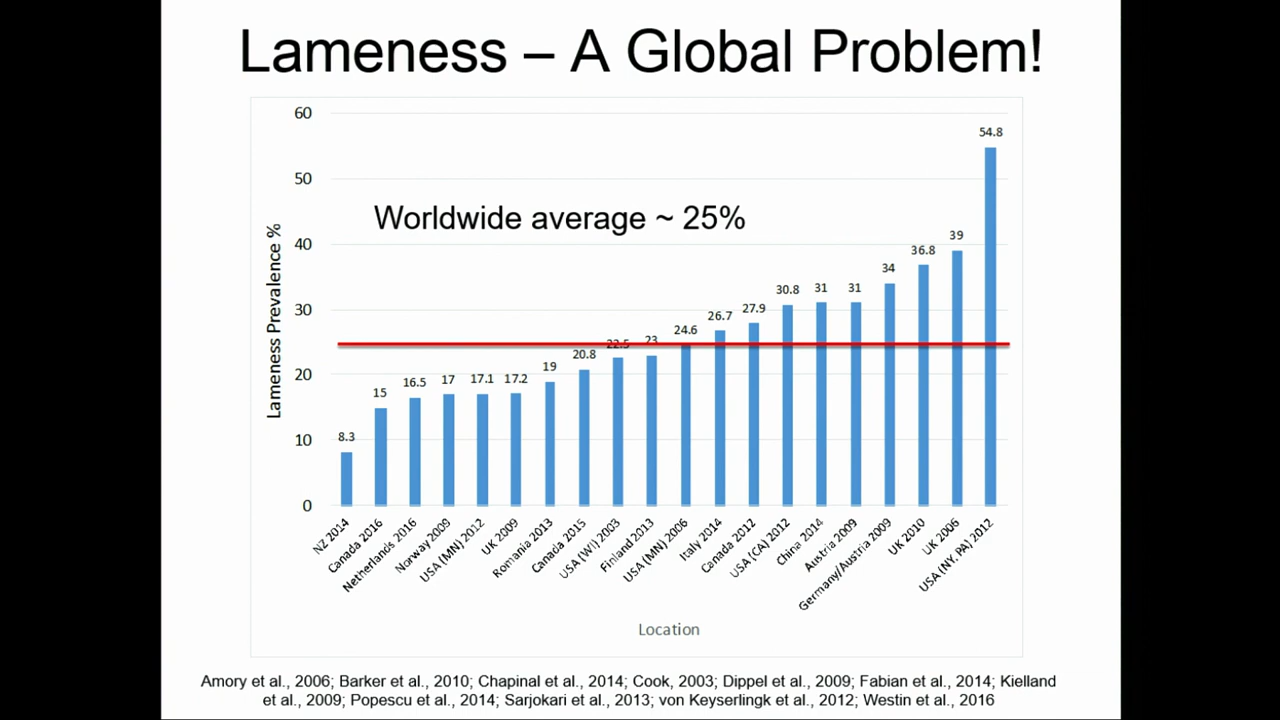 Lameness – A Global Problem!
60
50
40
30
20
10
0
Lameness Prevalence %
Worldwide average ~ 25%
8.3
15
16.5
17
17.1
17.2
19
20.8
22.5
23
24.6
26.7
27.9
30.8
31
31
34
36.8
39
54.8
NZ 2014
Canada 2016
Netherlands 2016
Norway 2009
USA (MN) 2012
UK 2009
Romania 2013
Canada 2015
USA (WI) 2003
Finland 2013
USA (MN) 2006
Italy 2014
Canada 2012
USA (CA) 2012
China 2014
Austria 2009
Germany/Austria 2009
UK 2010
UK 2006
USA (NY, PA) 2012
Location
Amory et al., 2006; Barker et al., 2010; Chapinal et al., 2014; Cook, 2003; Dippel et al., 2009; Fabian et al., 2014; Kielland
et al., 2009; Popescu et al., 2014; Sarjokari et al., 2013; von Keyserlingk et al., 2012; Westin et al., 2016